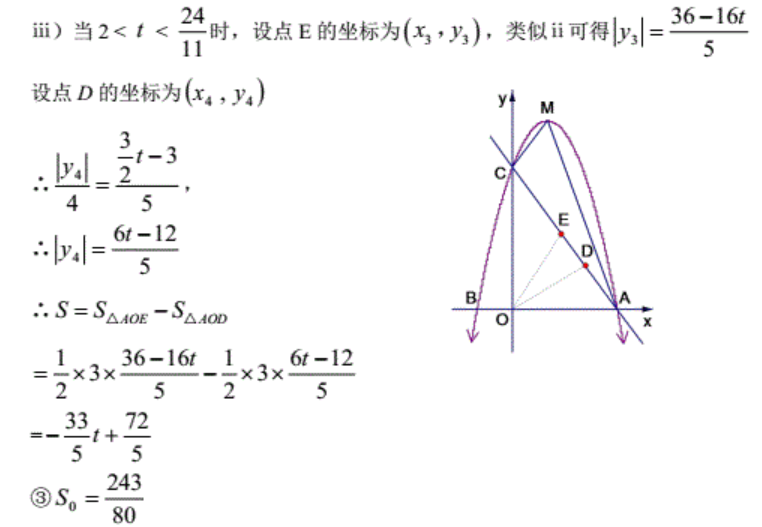 iii）当 2 < t < 24/11 时，设点 E 的坐标为(x₃ , y₃)，类似 ii 可得|y₃| = (36－16t)/5
设点 D 的坐标为(x₄ , y₄)
∴ |y₄|/4 = (3/2 t－3)/5 ，
∴ |y₄| = (6t－12)/5
∴ S = S△AOE －S△AOD
= 1/2 ×3× (36－16t)/5 － 1/2 ×3× (6t－12)/5
=－33/5 t + 72/5
③ S₀ = 243/80
y
M
C
E
D
B
A
O
x